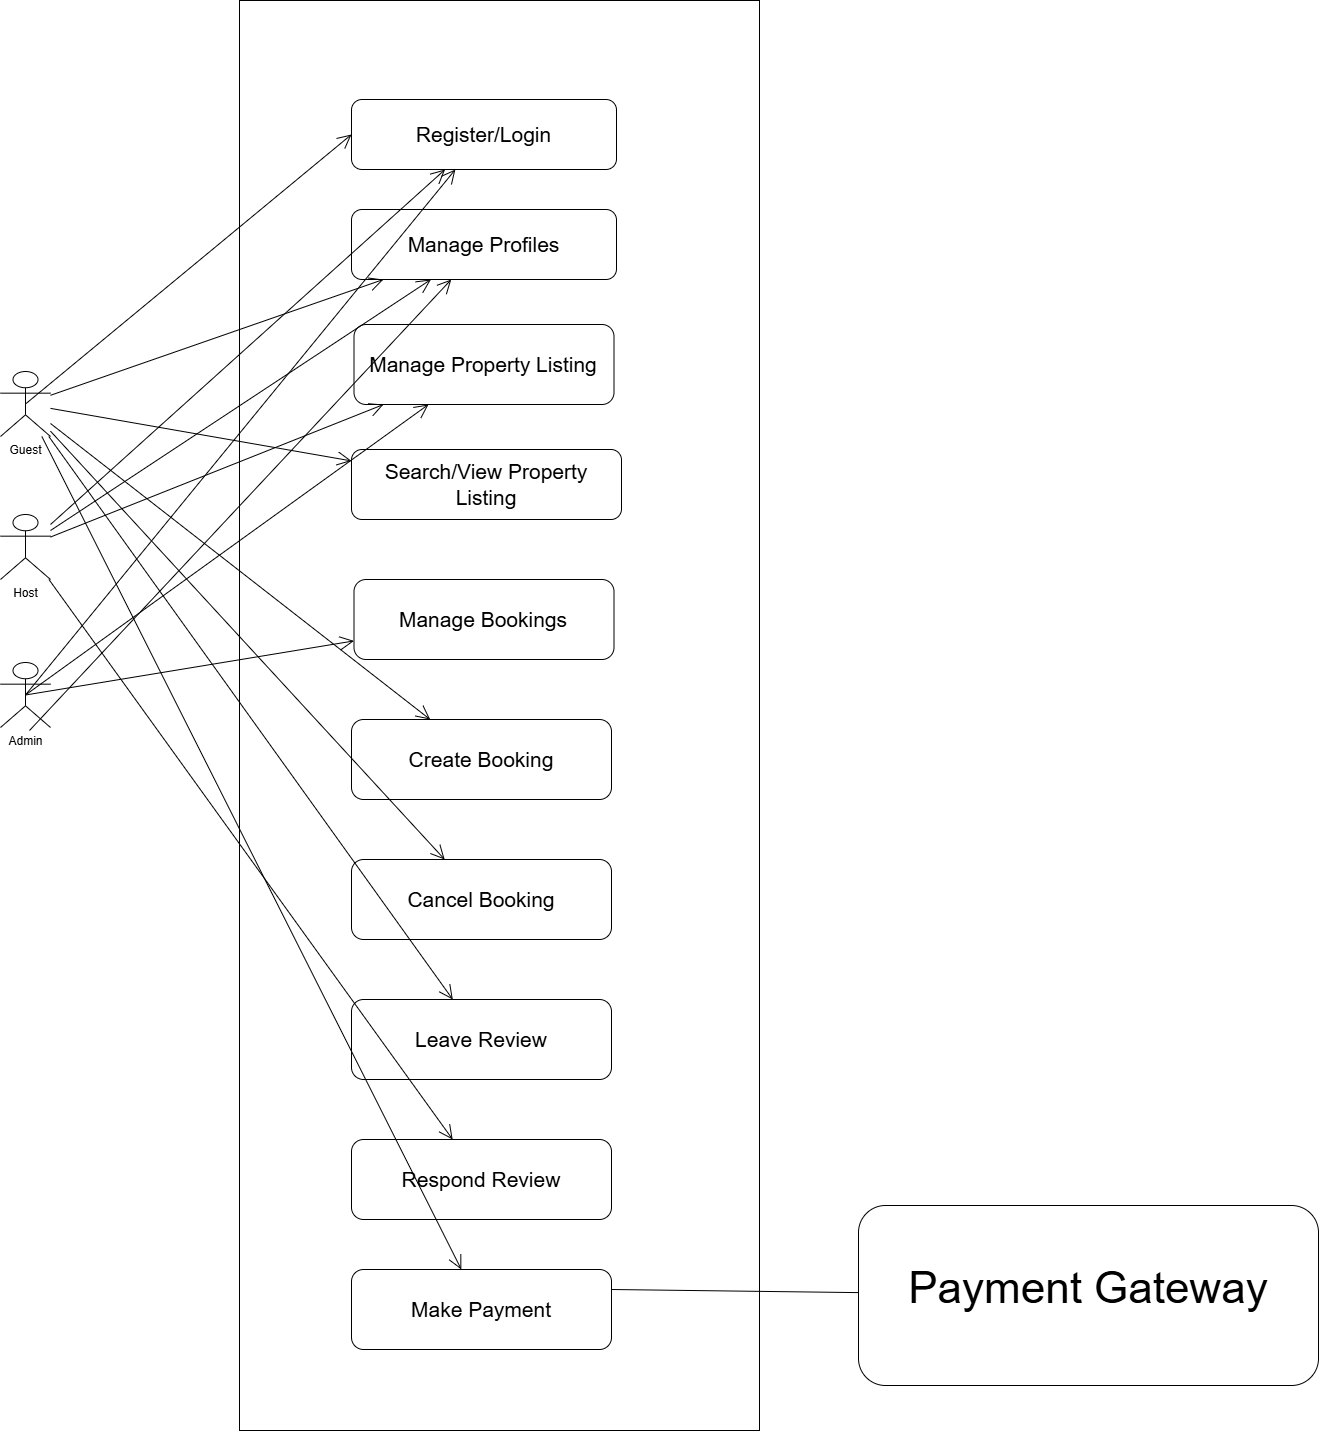 Register/Login
Manage Profiles
Manage Property Listing
Guest
Search/View Property
Listing
Host
Manage Bookings
Admin
Create Booking
Cancel Booking
Leave Review
Respond Review
Payment Gateway
Make Payment